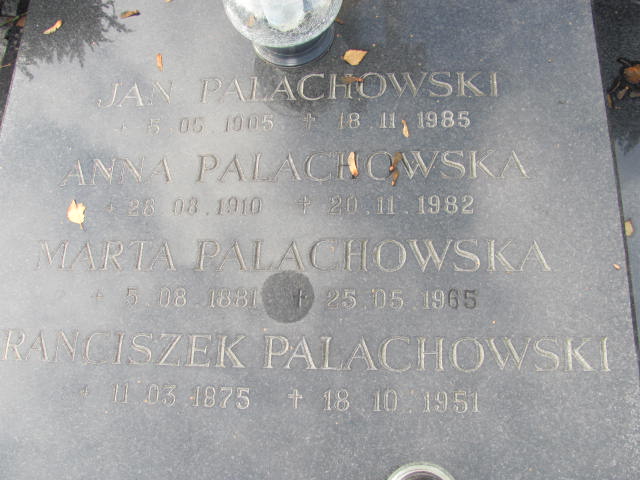 JAN PALACHOWSKI
+ 5.05.1905 † 18.11.1985
ANNA PALACHOWSKA
+ 28.08.1910 † 20.11.1982
MARTA PALACHOWSKA
+ 5.08.1881 † 25.05.1965
FRANCISZEK PALACHOWSKI
+ 11.03.1875 † 18.10.1951